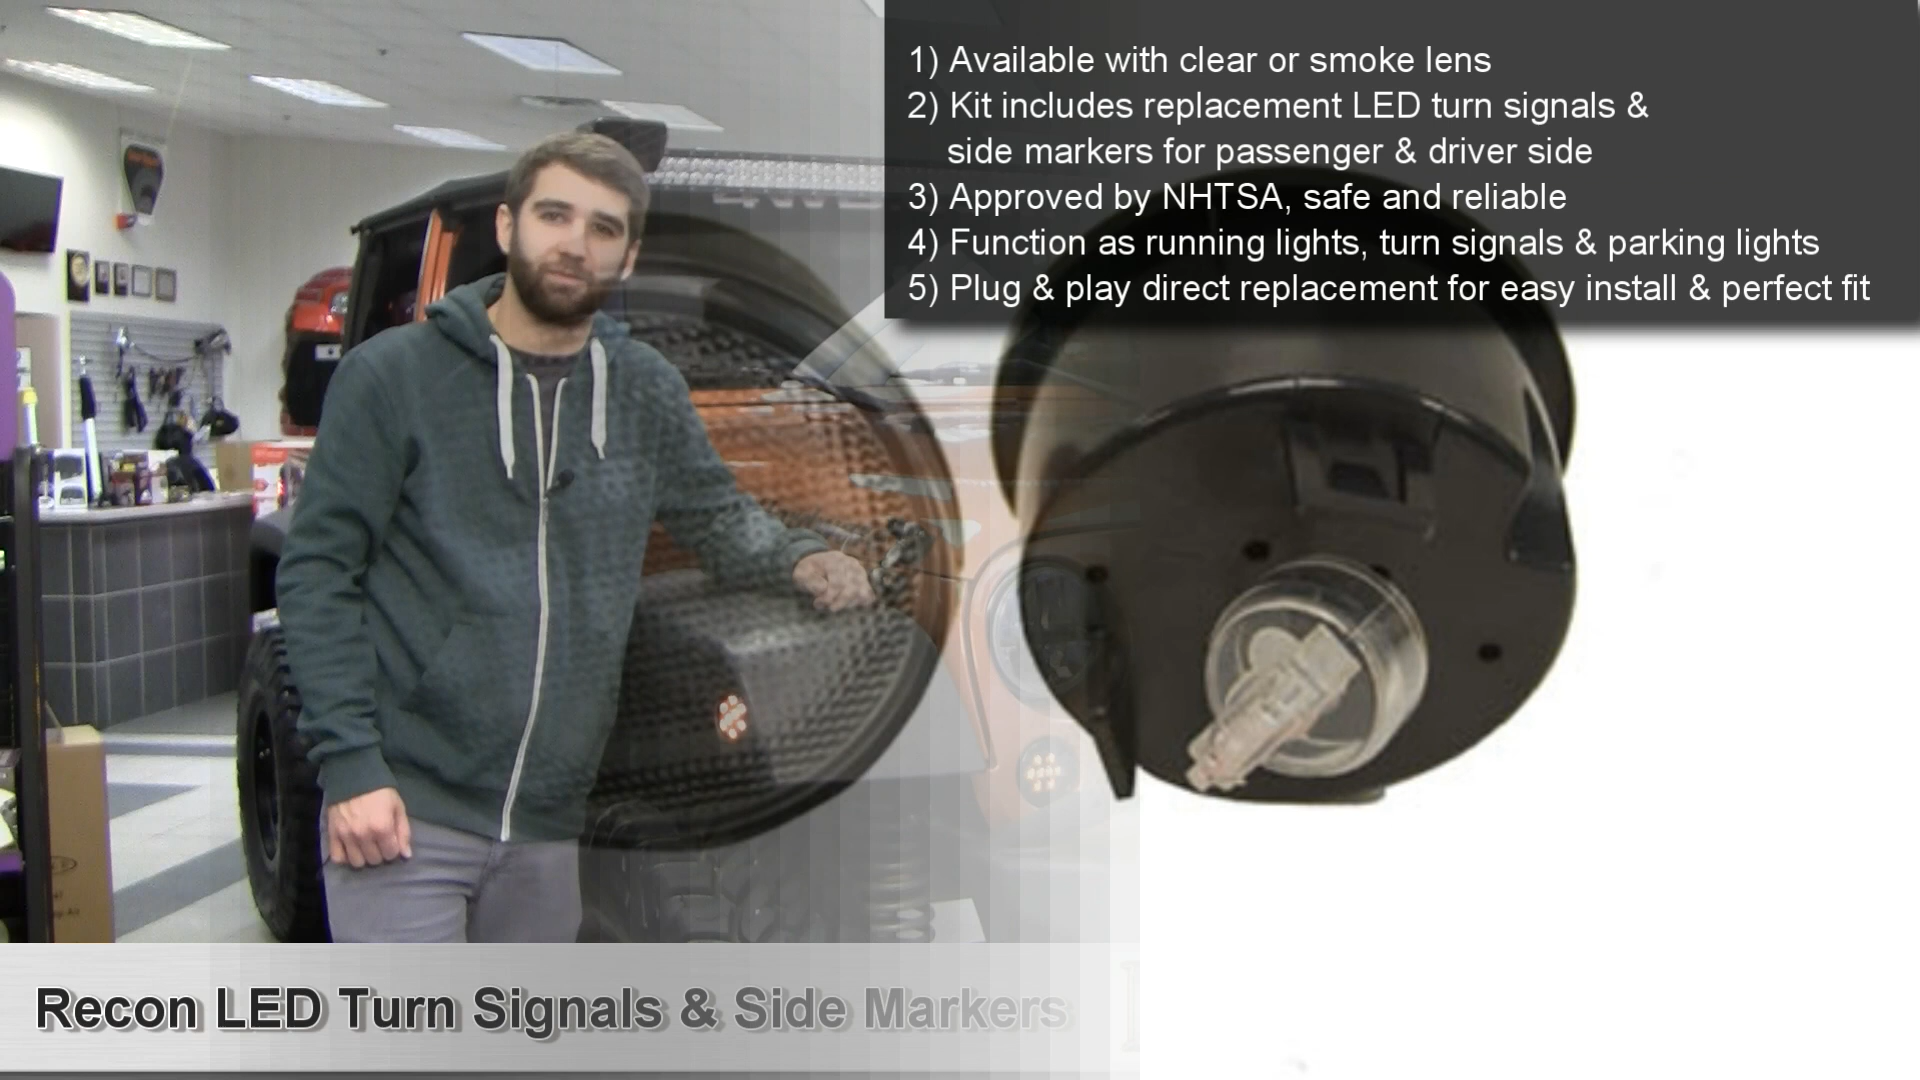 1) Available with clear or smoke lens
2) Kit includes replacement LED turn signals &
side markers for passenger & driver side
3) Approved by NHTSA, safe and reliable
4) Function as running lights, turn signals & parking lights
5) Plug & play direct replacement for easy install & perfect fit
Recon LED Turn Signals & Side Markers